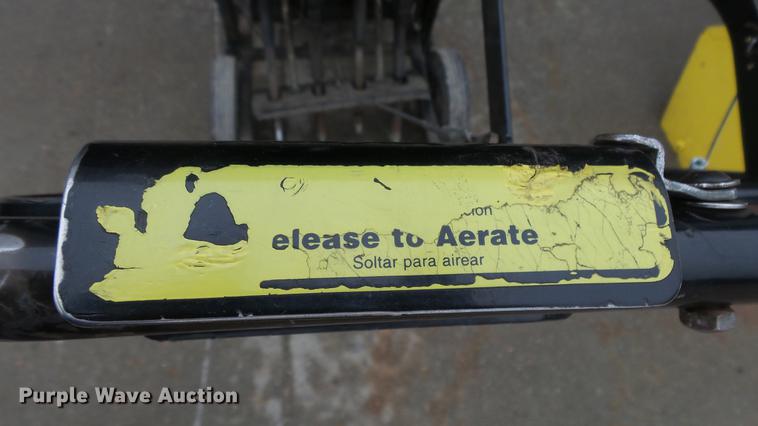 elease to Aerate
Soltar para airear
Purple Wave Auction